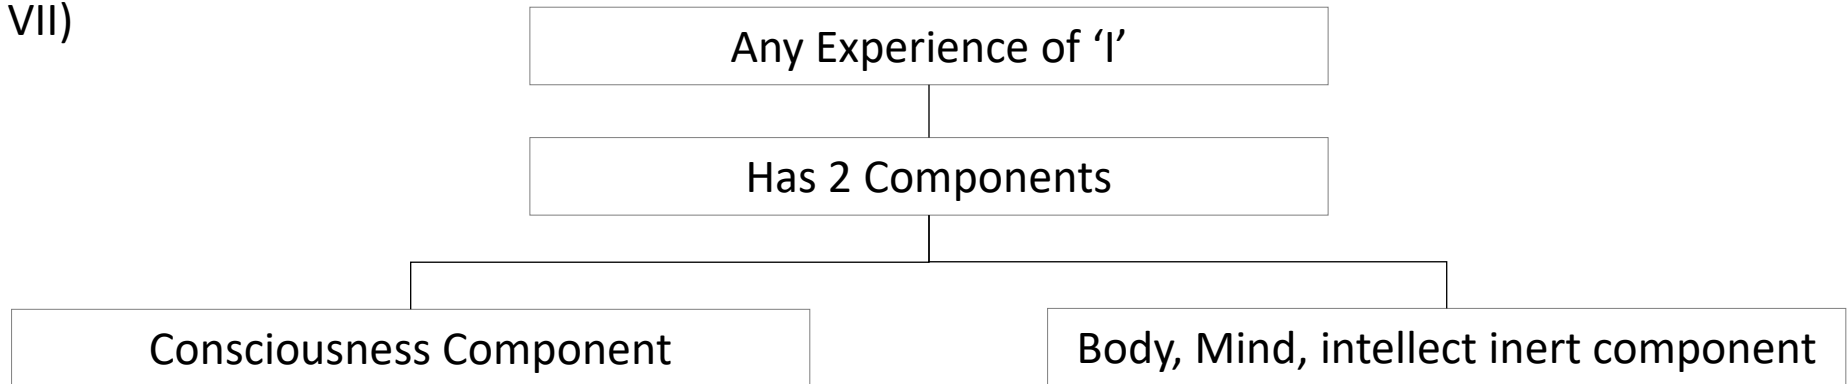 VII)
Any Experience of ‘I’
Has 2 Components
Consciousness Component
Body, Mind, intellect inert component